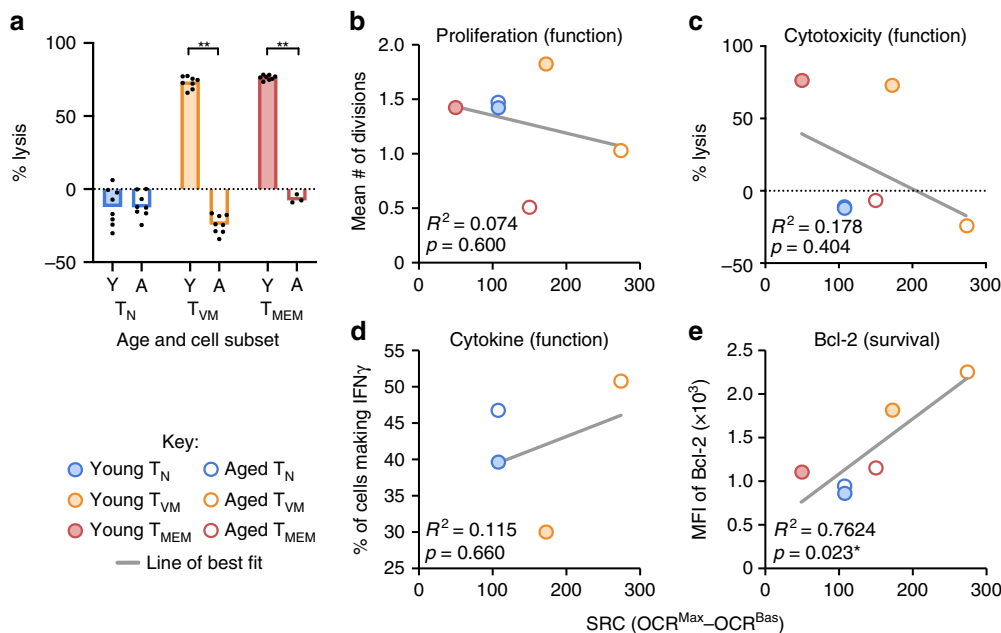 a
% lysis
100
50
0
–50
**
**
Y A Y A Y A
T_N T_VM T_MEM
Age and cell subset
b
Proliferation (function)
Mean # of divisions
2.0
1.5
1.0
0.5
0
R² = 0.074
p = 0.600
0 100 200 300
c
Cytotoxicity (function)
% lysis
100
50
0
–50
R² = 0.178
p = 0.404
0 100 200 300
Key:
Young T_N Aged T_N
Young T_VM Aged T_VM
Young T_MEM Aged T_MEM
Line of best fit
d
Cytokine (function)
% of cells making IFNγ
55
50
45
40
35
30
25
R² = 0.115
p = 0.660
0 100 200 300
e
Bcl-2 (survival)
MFI of Bcl-2 (×10³)
2.5
2.0
1.5
1.0
0.5
0
R² = 0.7624
p = 0.023*
0 100 200 300
SRC (OCR^Max–OCR^Bas)